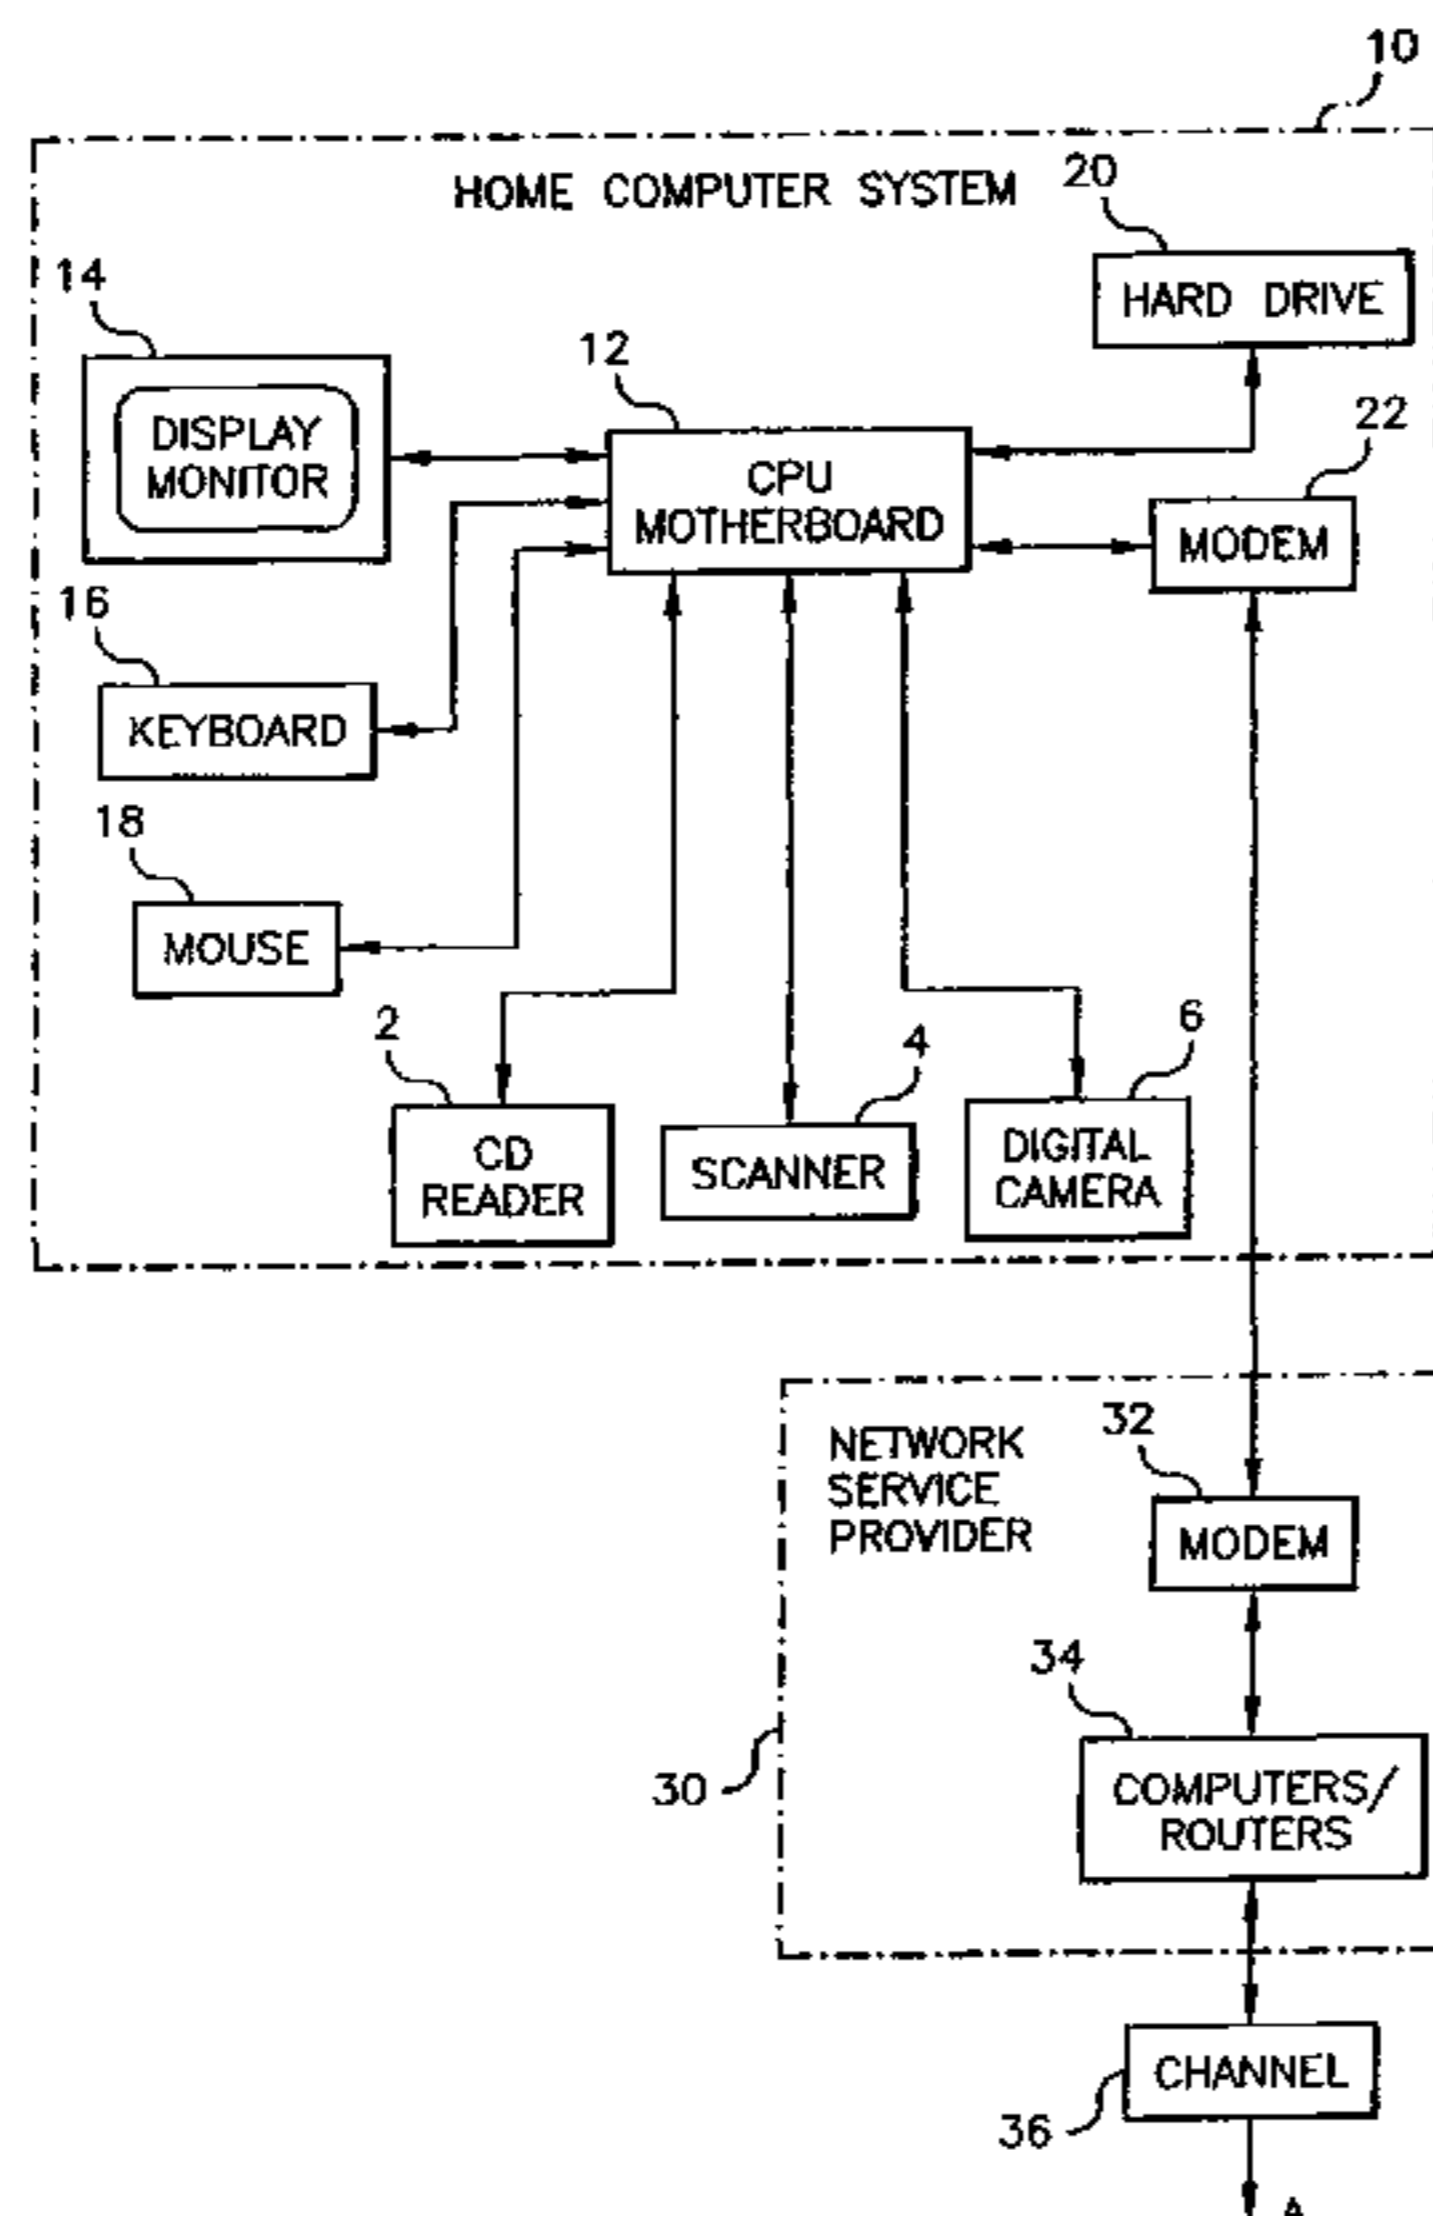 10
HOME COMPUTER SYSTEM
20
HARD DRIVE
14
DISPLAY
MONITOR
12
CPU
MOTHERBOARD
22
MODEM
16
KEYBOARD
18
MOUSE
2
CD
READER
4
SCANNER
6
DIGITAL
CAMERA
NETWORK
SERVICE
PROVIDER
32
MODEM
34
COMPUTERS/
ROUTERS
30
CHANNEL
36